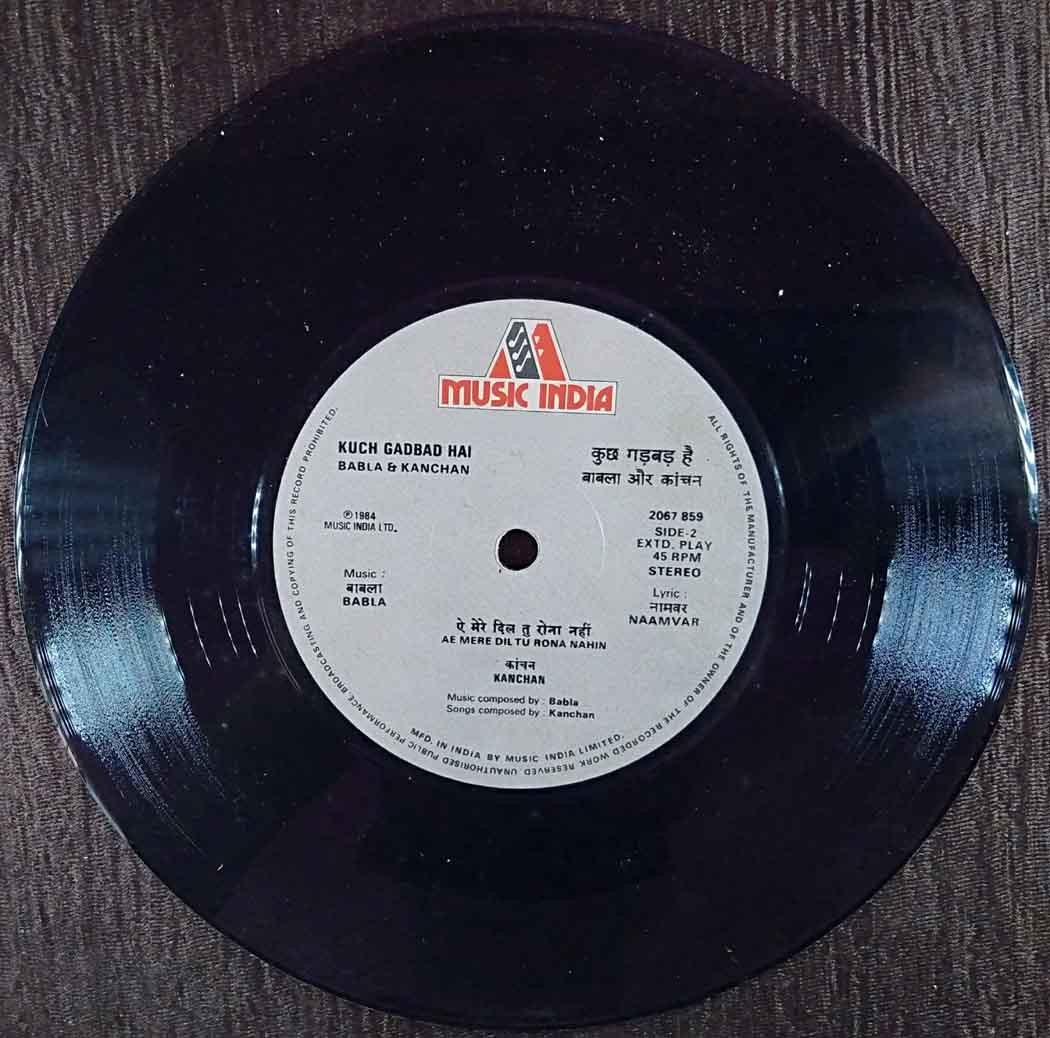 MUSIC INDIA
KUCH GADBAD HAI
BABLA & KANCHAN
कुछ गड़बड़ है
बाबला और कांचन
℗ 1984
MUSIC INDIA LTD.
2067 859
SIDE-2
EXTD. PLAY
45 RPM
STEREO
Music :
बाबला
BABLA
Lyric :
नामवर
NAAMVAR
ऐ मेरे दिल तु रोना नहीं
AE MERE DIL TU RONA NAHIN
कांचन
KANCHAN
Music composed by : Babla
Songs composed by : Kanchan
MFD. IN INDIA BY MUSIC INDIA LIMITED.
ALL RIGHTS OF THE MANUFACTURER AND OF THE OWNER OF THE RECORDED WORK RESERVED. UNAUTHORISED PUBLIC PERFORMANCE BROADCASTING AND COPYING OF THIS RECORD PROHIBITED.